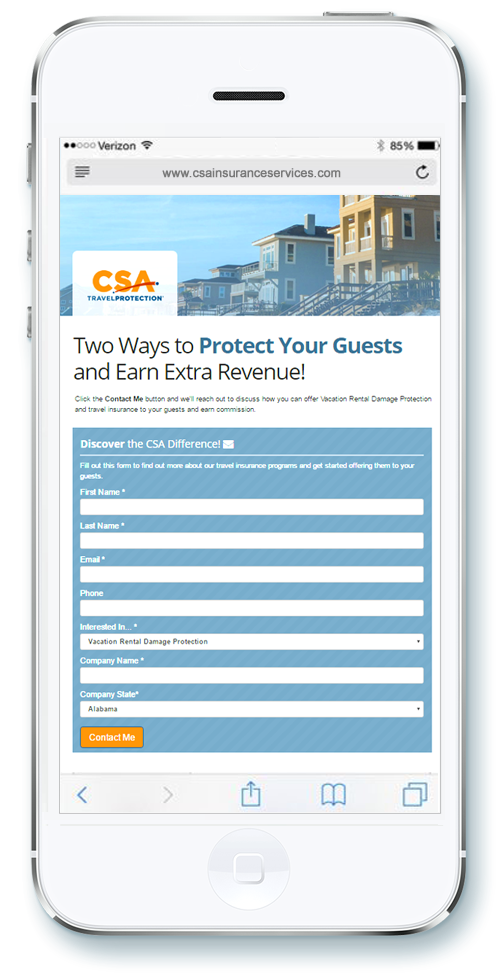 Verizon 85%
www.csainsuranceservices.com
CSA
TRAVELPROTECTION
Two Ways to Protect Your Guests
and Earn Extra Revenue!
Click the Contact Me button and we'll reach out to discuss how you can offer Vacation Rental Damage Protection
and travel insurance to your guests and earn commission.
Discover the CSA Difference!
Fill out this form to find out more about our travel insurance programs and get started offering them to your
guests.
First Name *
Last Name *
Email *
Phone
Interested In... *
Vacation Rental Damage Protection
Company Name *
Company State*
Alabama
Contact Me